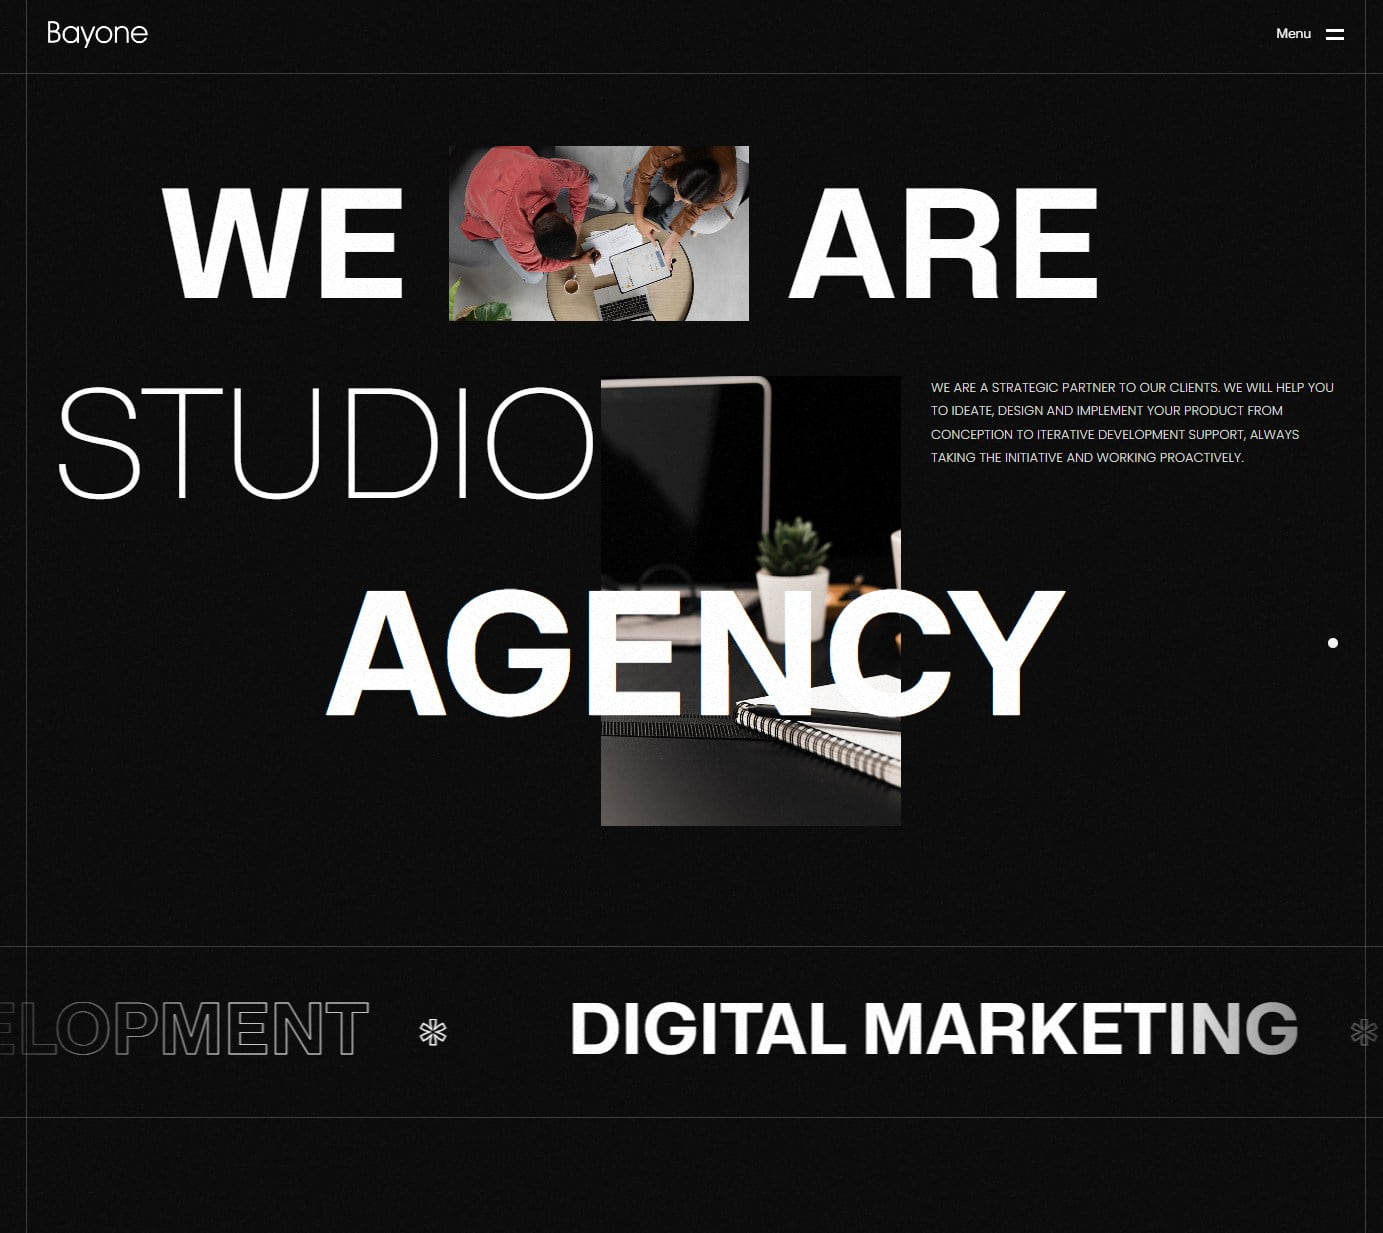 Bayone
Menu
WE ARE
STUDIO
WE ARE A STRATEGIC PARTNER TO OUR CLIENTS. WE WILL HELP YOU
TO IDEATE, DESIGN AND IMPLEMENT YOUR PRODUCT FROM
CONCEPTION TO ITERATIVE DEVELOPMENT SUPPORT, ALWAYS
TAKING THE INITIATIVE AND WORKING PROACTIVELY.
AGENCY
ELOPMENT * DIGITAL MARKETING *